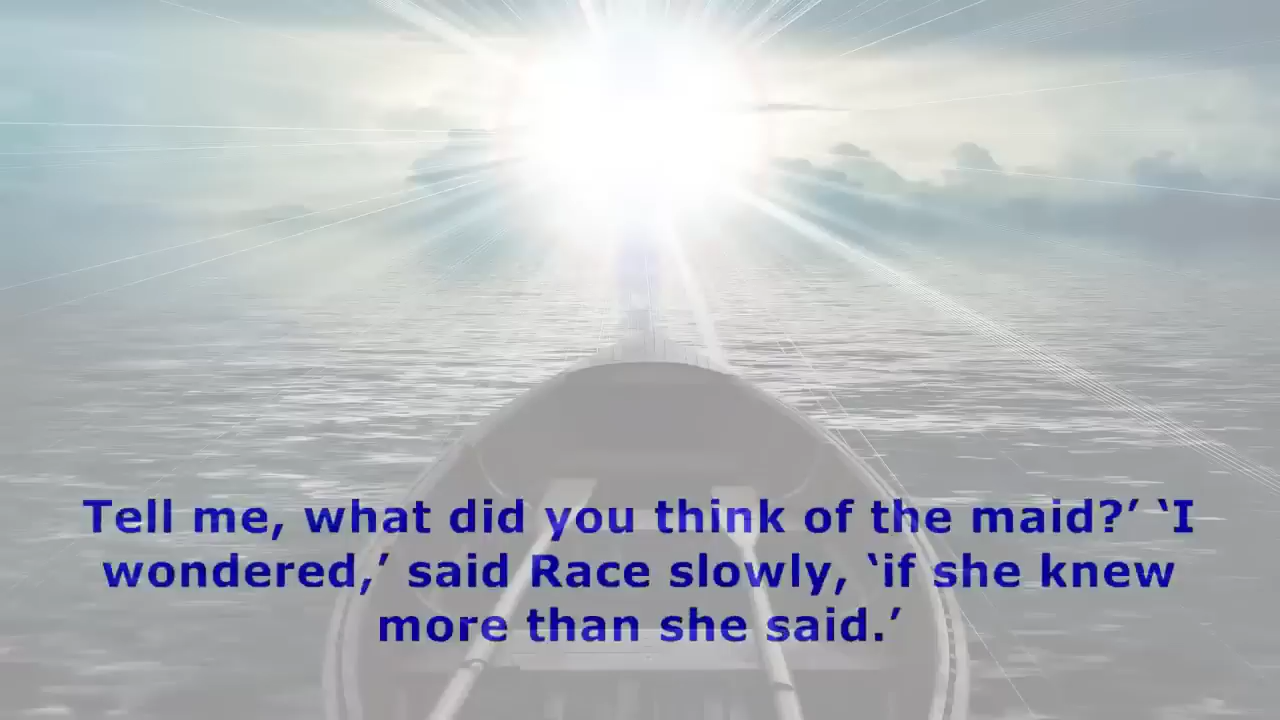 Tell me, what did you think of the maid?’ ‘I
wondered,’ said Race slowly, ‘if she knew
more than she said.’